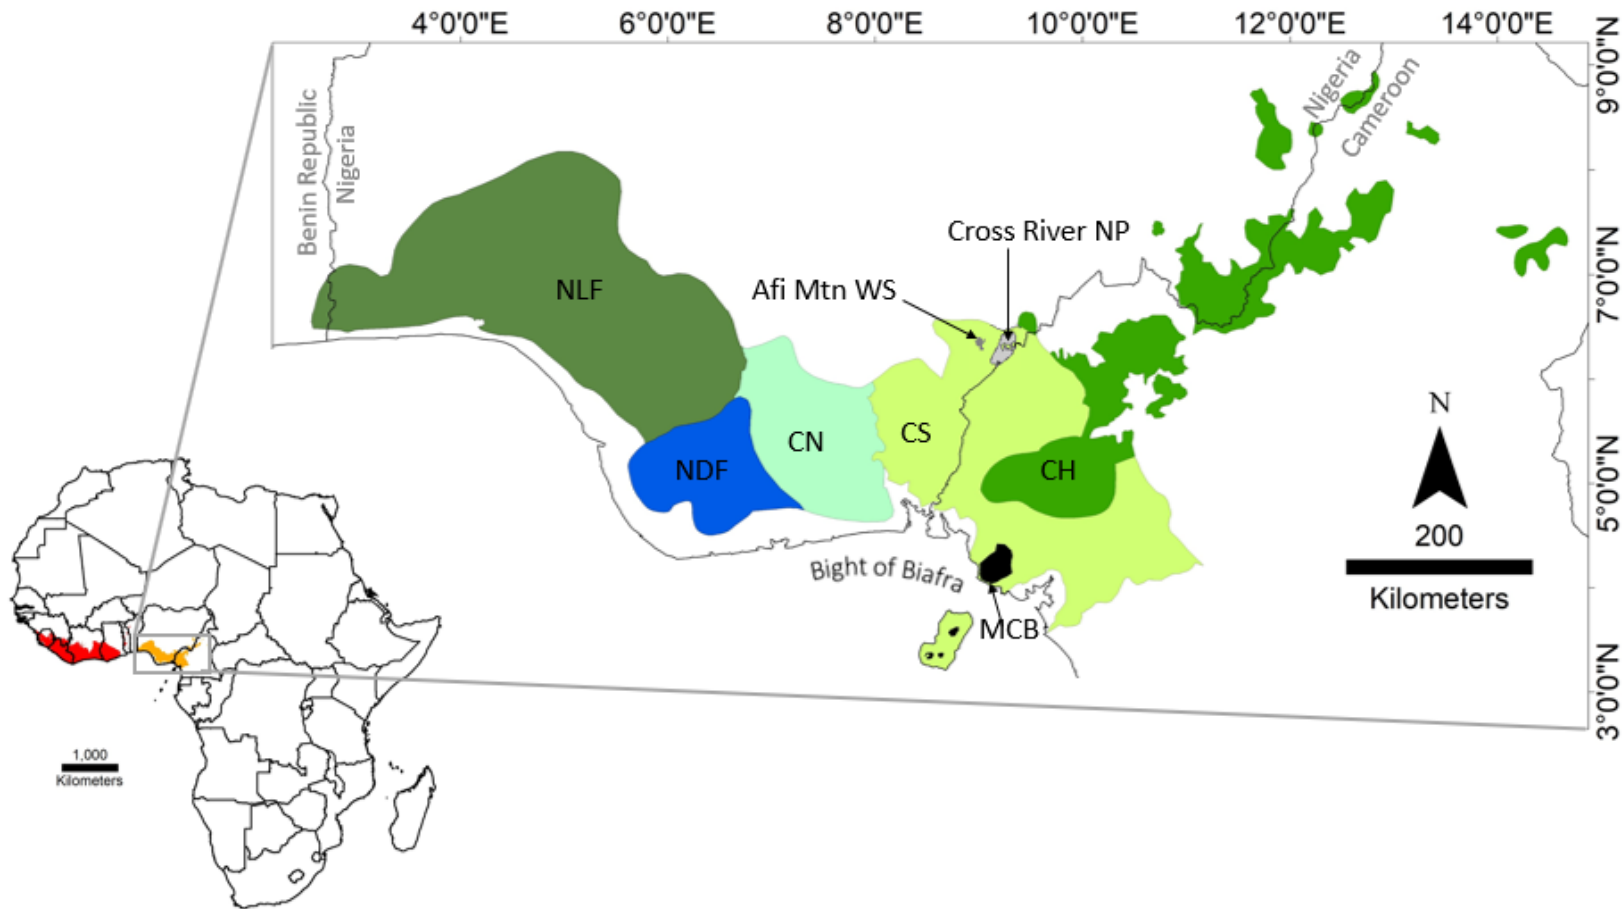 4°0'0"E
6°0'0"E
8°0'0"E
10°0'0"E
12°0'0"E
14°0'0"E
9°0'0"N
7°0'0"N
5°0'0"N
3°0'0"N
Benin Republic
Nigeria
Nigeria
Cameroon
Cross River NP
Afi Mtn WS
NLF
NDF
CN
CS
CH
MCB
Bight of Biafra
N
200
Kilometers
1,000
Kilometers